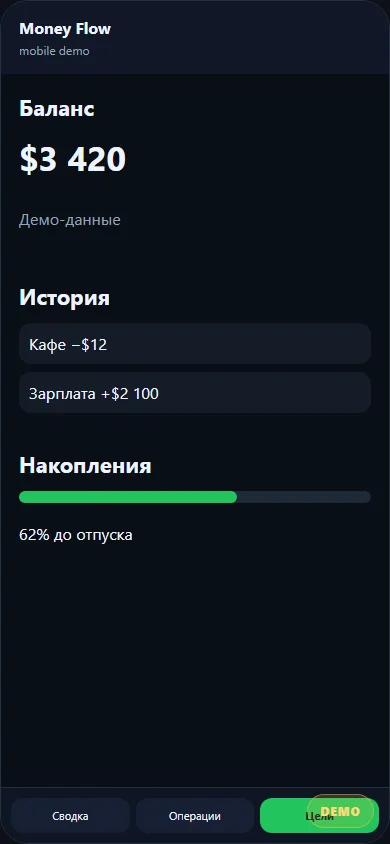 Money Flow
mobile demo
Баланс
$3 420
Демо-данные
История
Кафе −$12
Зарплата +$2 100
Накопления
62% до отпуска
Сводка
Операции
Цели
DEMO